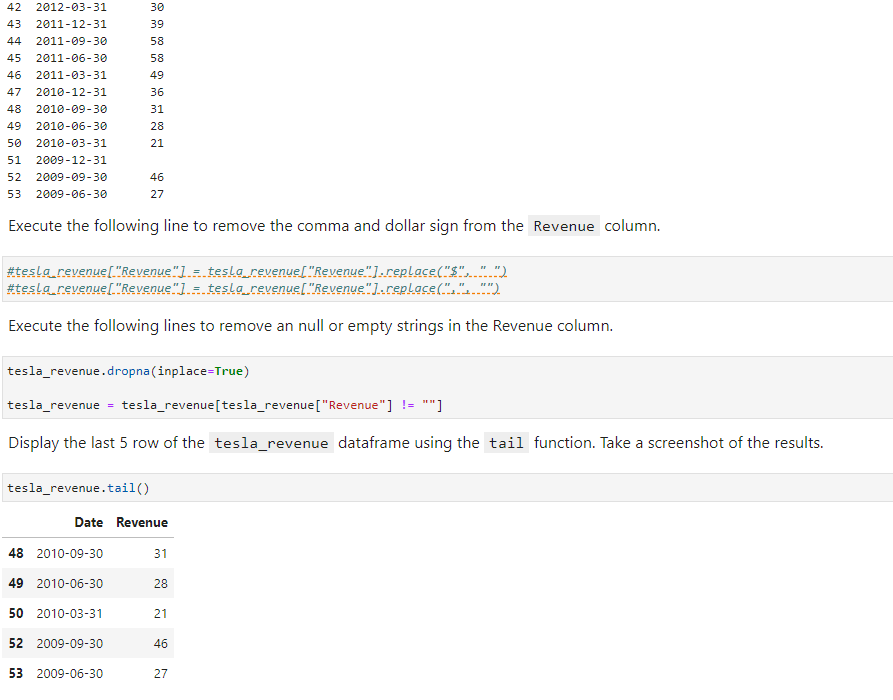 42 2012-03-31 30
43 2011-12-31 39
44 2011-09-30 58
45 2011-06-30 58
46 2011-03-31 49
47 2010-12-31 36
48 2010-09-30 31
49 2010-06-30 28
50 2010-03-31 21
51 2009-12-31
52 2009-09-30 46
53 2009-06-30 27
Execute the following line to remove the comma and dollar sign from the Revenue column.
#tesla_revenue["Revenue"] = tesla_revenue["Revenue"].replace("$", " ")
#tesla_revenue["Revenue"] = tesla_revenue["Revenue"].replace(",", "")
Execute the following lines to remove an null or empty strings in the Revenue column.
tesla_revenue.dropna(inplace=True)
tesla_revenue = tesla_revenue[tesla_revenue["Revenue"] != ""]
Display the last 5 row of the tesla_revenue dataframe using the tail function. Take a screenshot of the results.
tesla_revenue.tail()
Date Revenue
48 2010-09-30 31
49 2010-06-30 28
50 2010-03-31 21
52 2009-09-30 46
53 2009-06-30 27